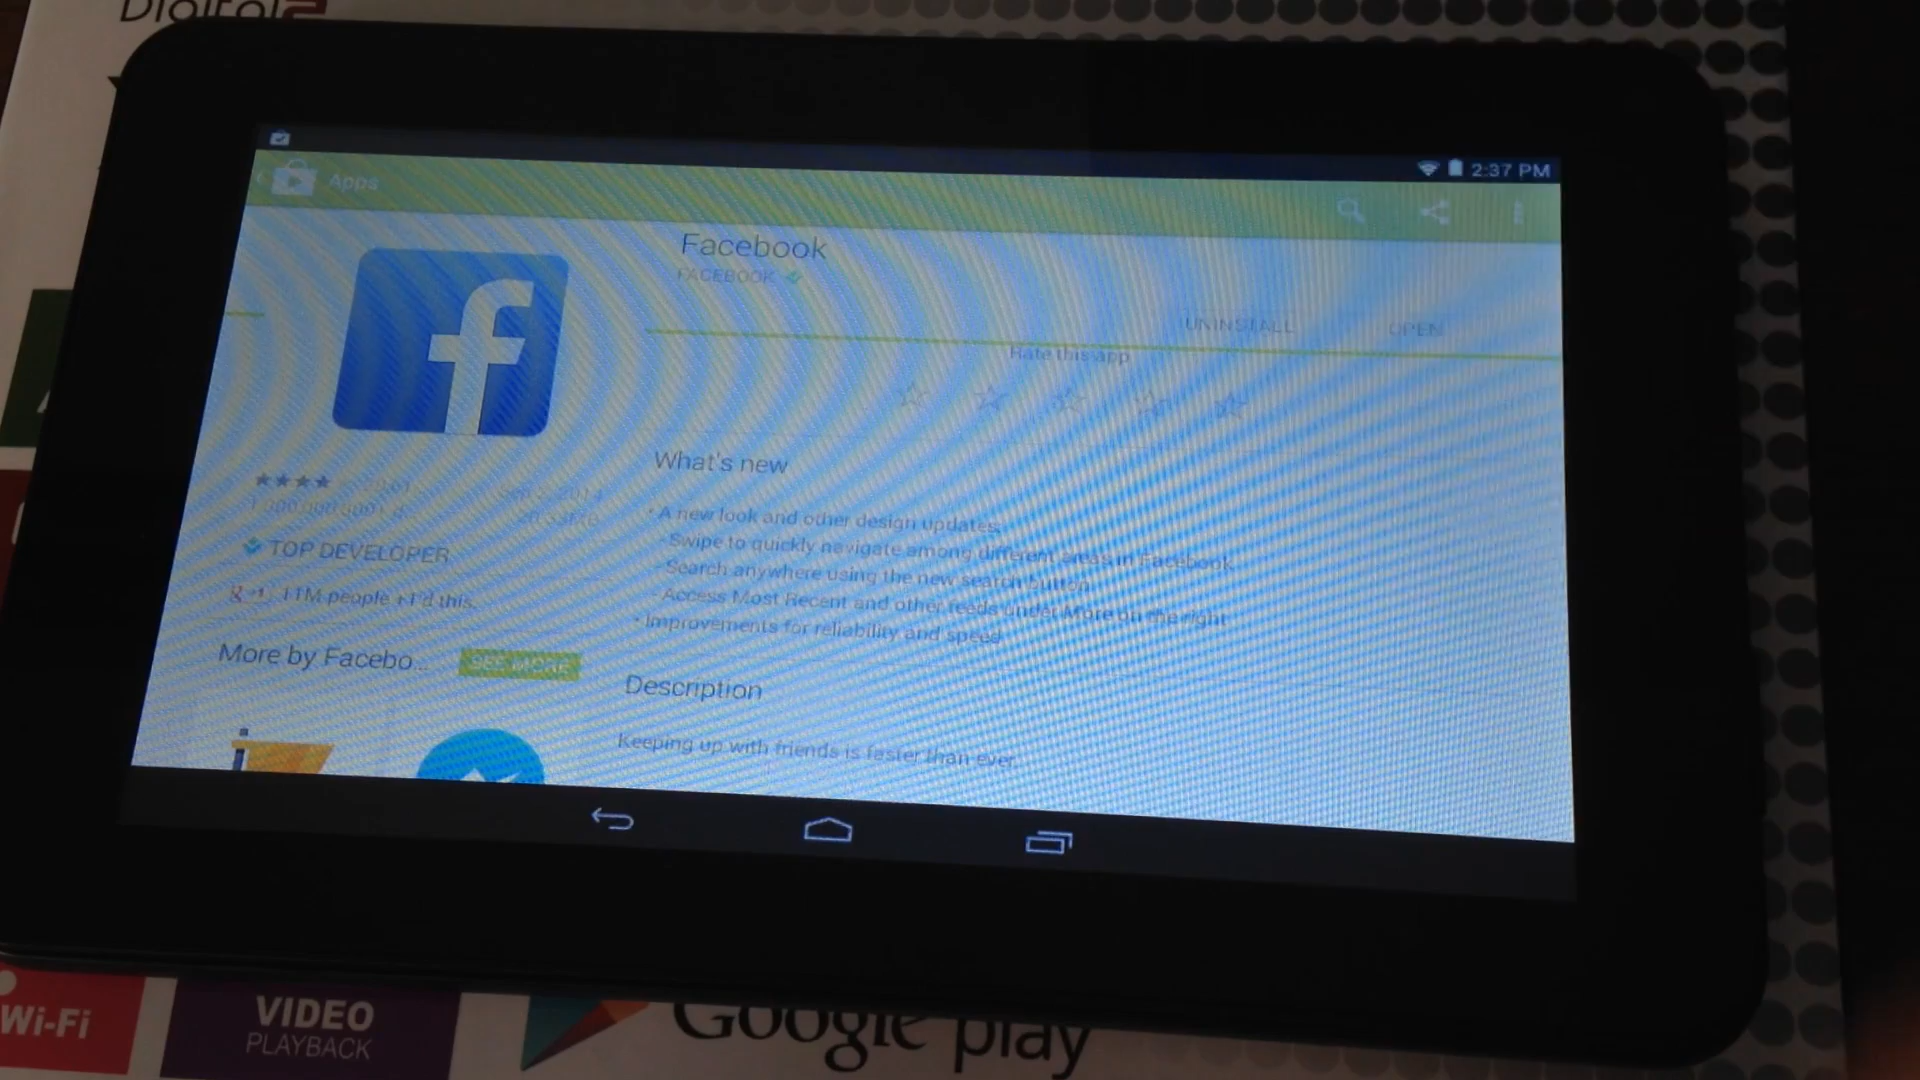 Digital2
2:37 PM
Apps
Facebook
FACEBOOK
UNINSTALL OPEN
Rate this app
What's new
• A new look and other design updates:
- Swipe to quickly navigate among different areas in Facebook
- Search anywhere using the new search button
- Access Most Recent and other feeds under More on the right
• Improvements for reliability and speed
TOP DEVELOPER
+1 11M people +1'd this.
More by Facebo... SEE MORE
Description
Keeping up with friends is faster than ever.
Wi-Fi
VIDEO
PLAYBACK
Google play